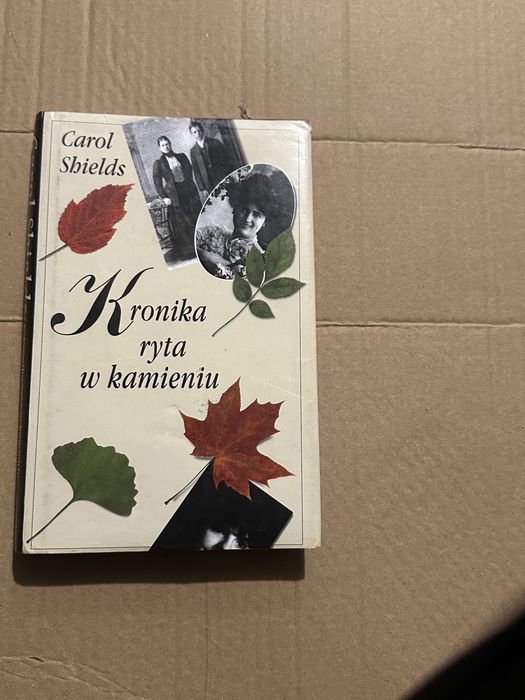 Carol
Shields
Kronika
ryta
w kamieniu